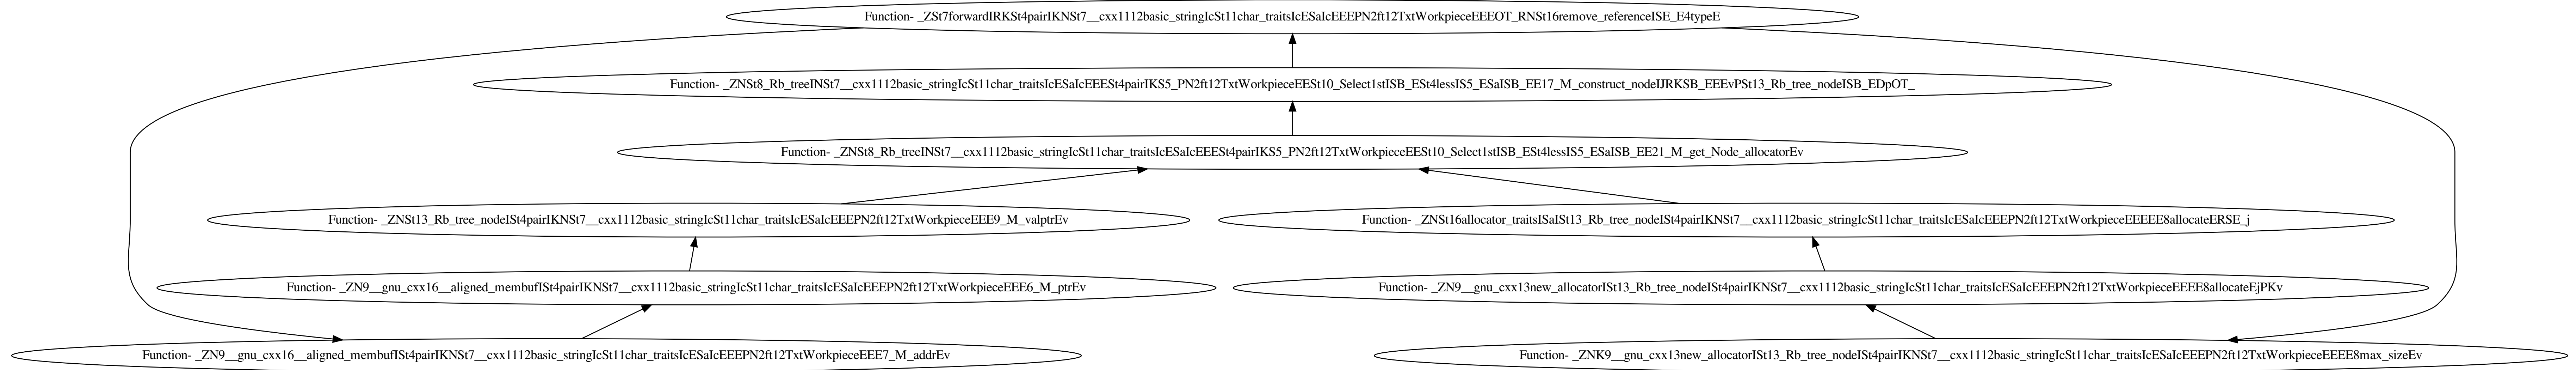 Function- _ZSt7forwardIRKSt4pairIKNSt7__cxx1112basic_stringIcSt11char_traitsIcESaIcEEEPN2ft12TxtWorkpieceEEEOT_RNSt16remove_referenceISE_E4typeE
Function- _ZNSt8_Rb_treeINSt7__cxx1112basic_stringIcSt11char_traitsIcESaIcEEESt4pairIKS5_PN2ft12TxtWorkpieceEESt10_Select1stISB_ESt4lessIS5_ESaISB_EE17_M_construct_nodeIJRKSB_EEEvPSt13_Rb_tree_nodeISB_EDpOT_
Function- _ZNSt8_Rb_treeINSt7__cxx1112basic_stringIcSt11char_traitsIcESaIcEEESt4pairIKS5_PN2ft12TxtWorkpieceEESt10_Select1stISB_ESt4lessIS5_ESaISB_EE21_M_get_Node_allocatorEv
Function- _ZNSt13_Rb_tree_nodeISt4pairIKNSt7__cxx1112basic_stringIcSt11char_traitsIcESaIcEEEPN2ft12TxtWorkpieceEEE9_M_valptrEv
Function- _ZNSt16allocator_traitsISaISt13_Rb_tree_nodeISt4pairIKNSt7__cxx1112basic_stringIcSt11char_traitsIcESaIcEEEPN2ft12TxtWorkpieceEEEEE8allocateERSE_j
Function- _ZN9__gnu_cxx16__aligned_membufISt4pairIKNSt7__cxx1112basic_stringIcSt11char_traitsIcESaIcEEEPN2ft12TxtWorkpieceEEE6_M_ptrEv
Function- _ZN9__gnu_cxx13new_allocatorISt13_Rb_tree_nodeISt4pairIKNSt7__cxx1112basic_stringIcSt11char_traitsIcESaIcEEEPN2ft12TxtWorkpieceEEEE8allocateEjPKv
Function- _ZN9__gnu_cxx16__aligned_membufISt4pairIKNSt7__cxx1112basic_stringIcSt11char_traitsIcESaIcEEEPN2ft12TxtWorkpieceEEE7_M_addrEv
Function- _ZNK9__gnu_cxx13new_allocatorISt13_Rb_tree_nodeISt4pairIKNSt7__cxx1112basic_stringIcSt11char_traitsIcESaIcEEEPN2ft12TxtWorkpieceEEEE8max_sizeEv